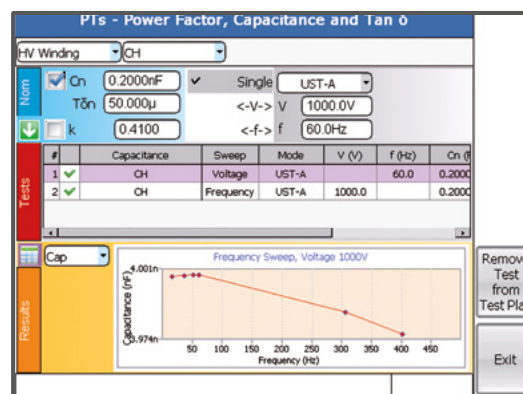 PTs - Power Factor, Capacitance and Tan δ
HV Winding CH
Nom
Cn 0.2000nF Single UST-A
Tδn 50.000µ <-V-> V 1000.0V
k 0.4100 <-f-> f 60.0Hz
Tests
# Capacitance Sweep Mode V (V) f (Hz) Cn (F
1 CH Voltage UST-A 60.0 0.2000
2 CH Frequency UST-A 1000.0 0.2000
Results
Cap
Frequency Sweep, Voltage 1000V
4.001n
Capacitance (nF)
3.974n
50 100 150 200 250 300 350 400 450
Frequency (Hz)
Remove
Test
from
Test Pla
Exit